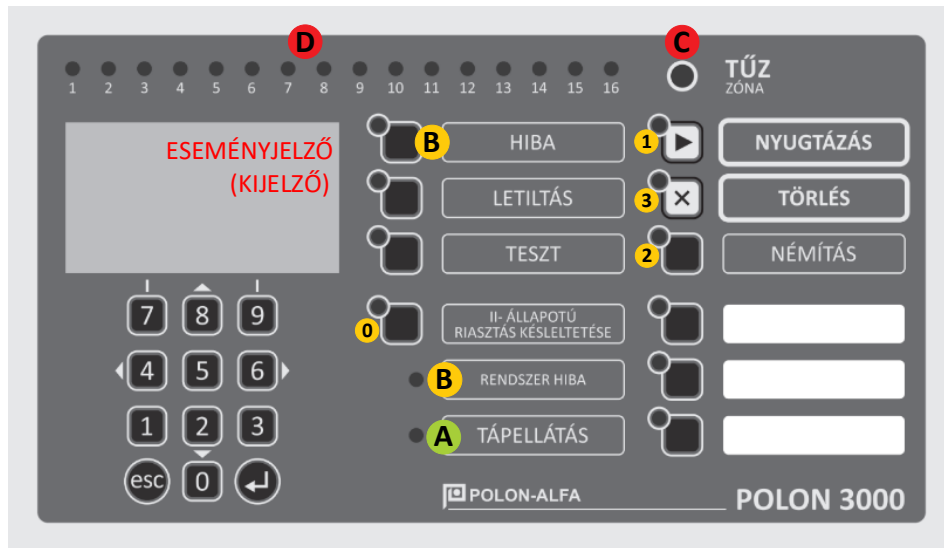 D
C
TŰZ
ZÓNA
1 2 3 4 5 6 7 8 9 10 11 12 13 14 15 16
ESEMÉNYJELZŐ
(KIJELZŐ)
B HIBA
1 NYUGTÁZÁS
LETILTÁS
3 TÖRLÉS
TESZT
2 NÉMÍTÁS
7 8 9
0 II- ÁLLAPOTÚ
RIASZTÁS KÉSLELTETÉSE
4 5 6
B RENDSZER HIBA
1 2 3
A TÁPELLÁTÁS
esc 0
POLON-ALFA
POLON 3000